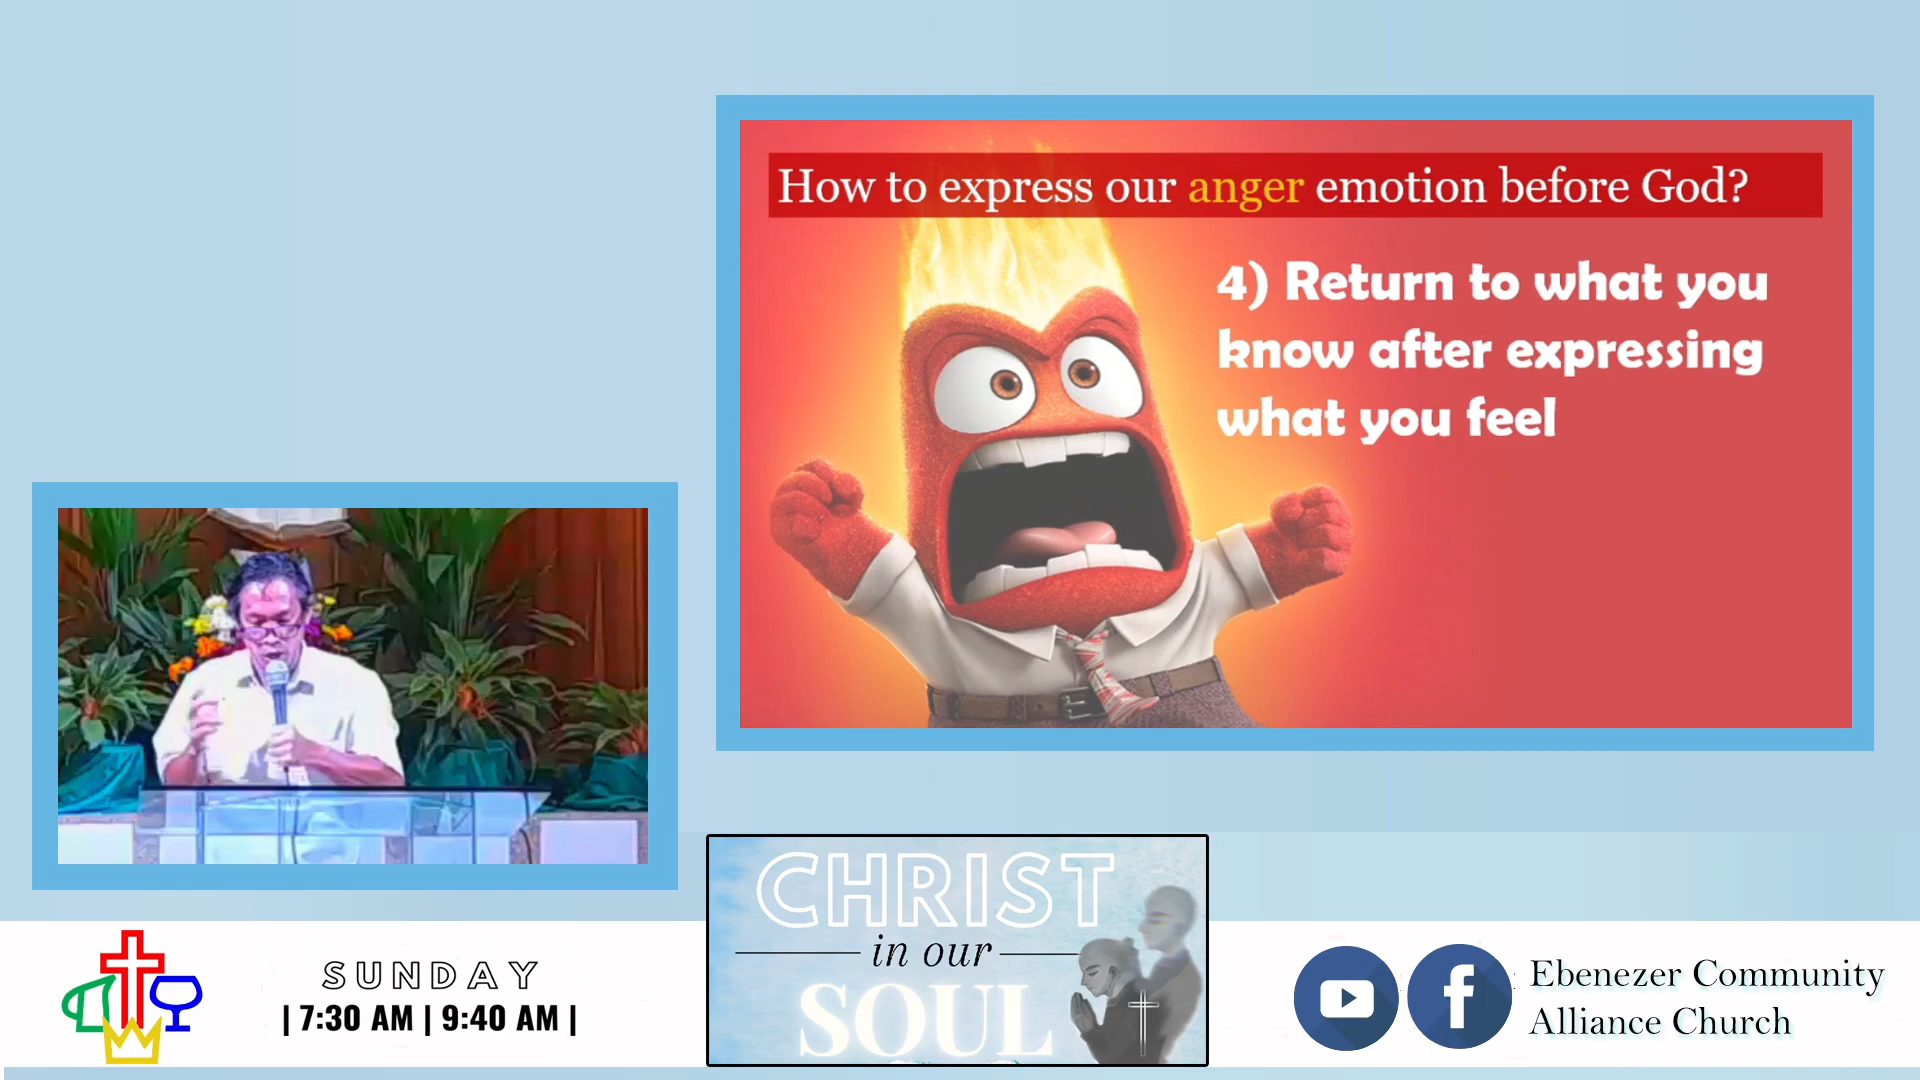 How to express our anger emotion before God?
4) Return to what you
know after expressing
what you feel
SUNDAY
| 7:30 AM | 9:40 AM |
CHRIST
in our
SOUL
Ebenezer Community
Alliance Church